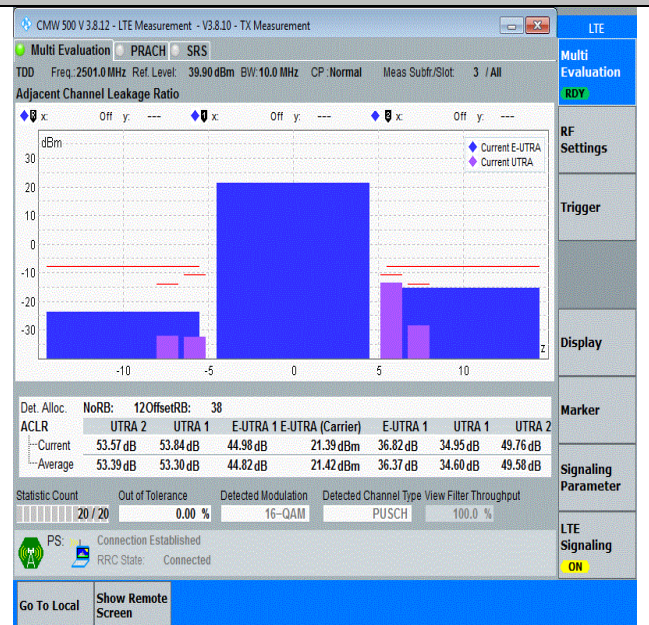 CMW 500 V 3.8.12 - LTE Measurement - V3.8.10 - TX Measurement
LTE
Multi Evaluation PRACH SRS
Multi
Evaluation
RDY
TDD Freq.:2501.0 MHz Ref. Level: 39.90 dBm BW:10.0 MHz CP :Normal Meas Subfr./Slot: 3 / All
Adjacent Channel Leakage Ratio
x: Off y: --- x: Off y: --- x: Off y: ---
dBm
Current E-UTRA
Current UTRA
30
20
10
0
-10
-20
-30
-10 -5 0 5 10
z
RF
Settings
Trigger
Display
Marker
Signaling
Parameter
LTE
Signaling
ON
Det. Alloc. NoRB: 12OffsetRB: 38
ACLR UTRA 2 UTRA 1 E-UTRA 1 E-UTRA (Carrier) E-UTRA 1 UTRA 1 UTRA 2
Current 53.57 dB 53.84 dB 44.98 dB 21.39 dBm 36.82 dB 34.95 dB 49.76 dB
Average 53.39 dB 53.30 dB 44.82 dB 21.42 dBm 36.37 dB 34.60 dB 49.58 dB
Statistic Count Out of Tolerance Detected Modulation Detected Channel Type View Filter Throughput
20 / 20 0.00 % 16-QAM PUSCH 100.0 %
PS: Connection Established
RRC State: Connected
Go To Local
Show Remote
Screen